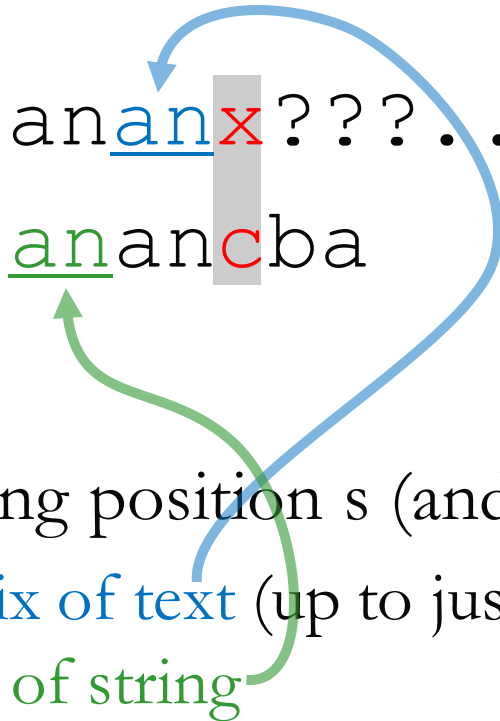 ananx???..
anancba
ng position s (and
ix of text (up to jus
of string